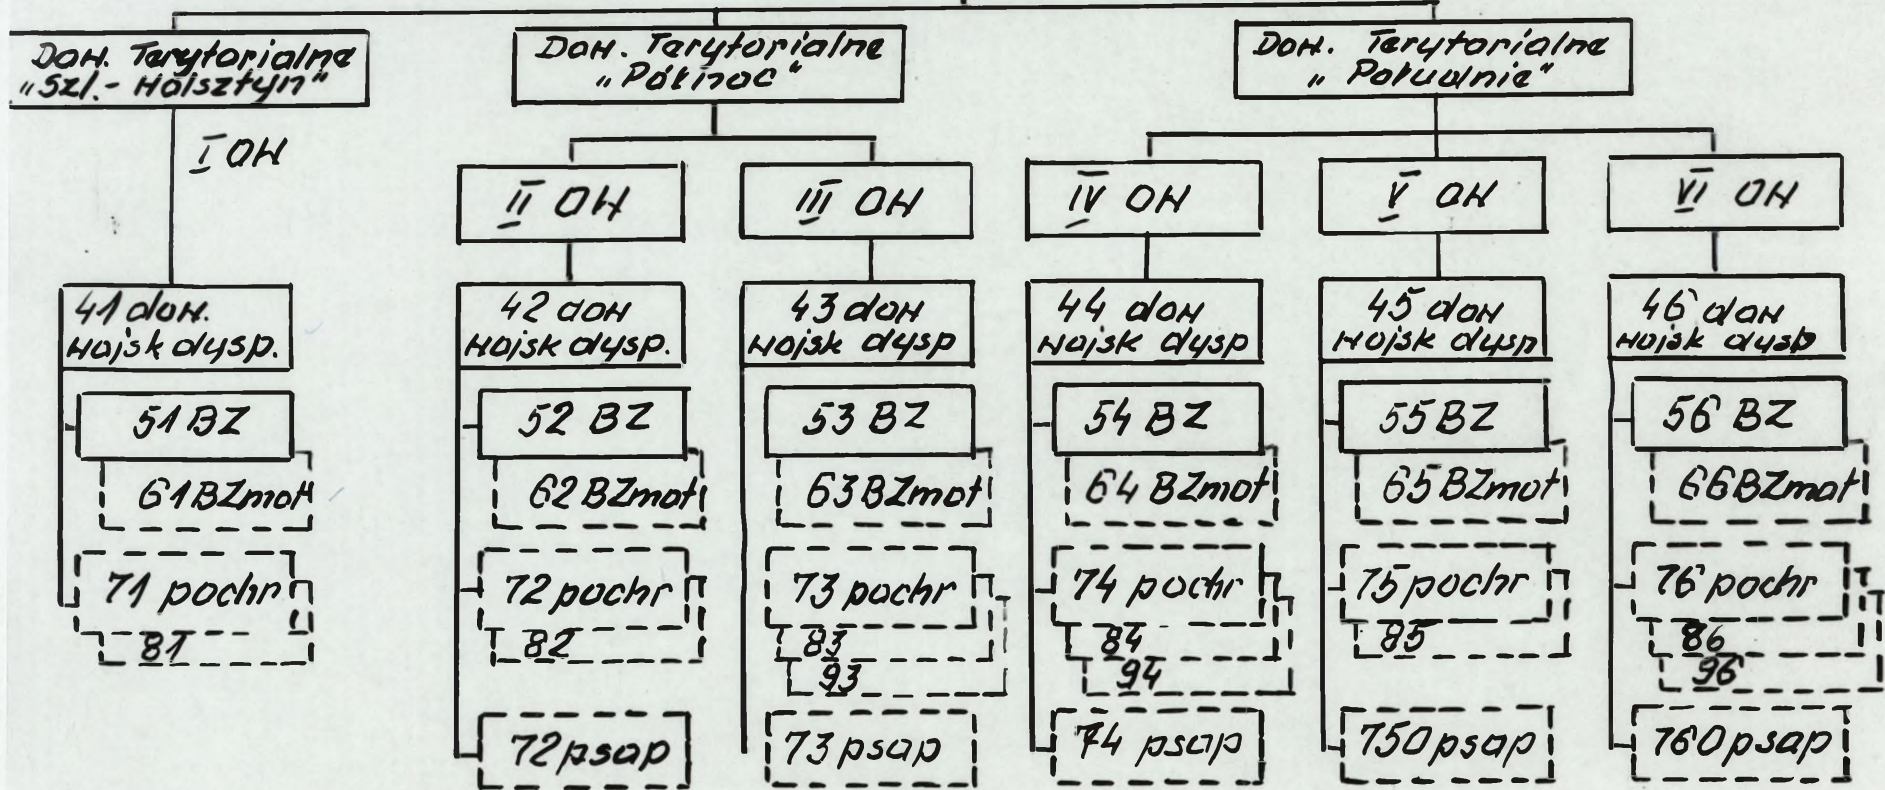 Dow. Terytorialne
"Szl.-Holsztyn"
Dow. Terytorialne
"Północ"
Dow. Terytorialne
"Południe"
I OW
II OW
III OW
IV OW
V OW
VI OW
41 dow.
wojsk dysp.
42 dow
wojsk dysp.
43 dow
wojsk dysp
44 dow
wojsk dysp
45 dow
wojsk dysp
46 dow
wojsk dysp
51 BZ
52 BZ
53 BZ
54 BZ
55 BZ
56 BZ
61 BZmot
62 BZmot
63 BZmot
64 BZmot
65 BZmot
66 BZmot
71 pochr
72 pochr
73 pochr
74 pochr
75 pochr
76 pochr
81
82
83
84
85
86
93
94
96
72 psap
73 psap
74 psap
750 psap
760 psap